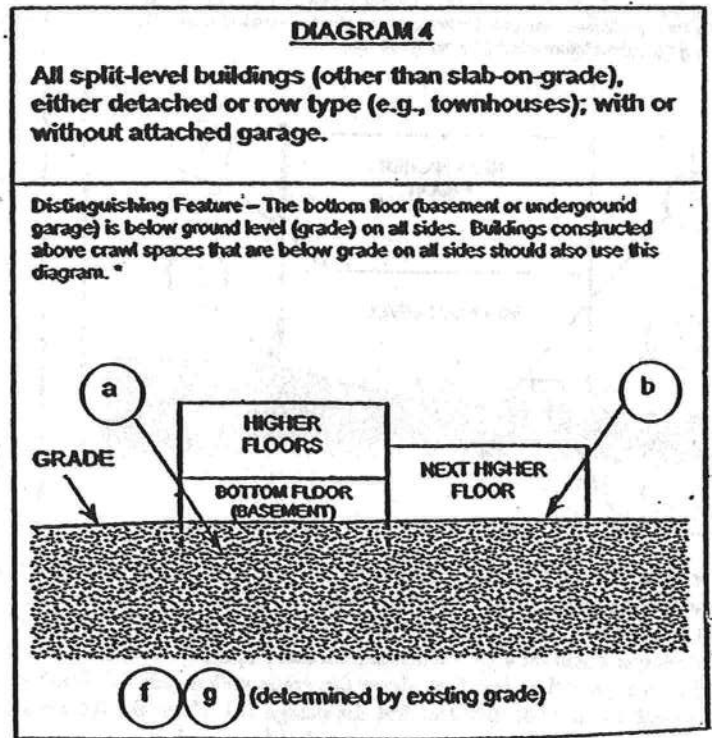 DIAGRAM 4
All split-level buildings (other than slab-on-grade),
either detached or row type (e.g., townhouses); with or
without attached garage.
Distinguishing Feature – The bottom floor (basement or underground
garage) is below ground level (grade) on all sides. Buildings constructed
above crawl spaces that are below grade on all sides should also use this
diagram. *
a
b
HIGHER
FLOORS
GRADE
NEXT HIGHER
FLOOR
BOTTOM FLOOR
(BASEMENT)
f g (determined by existing grade)